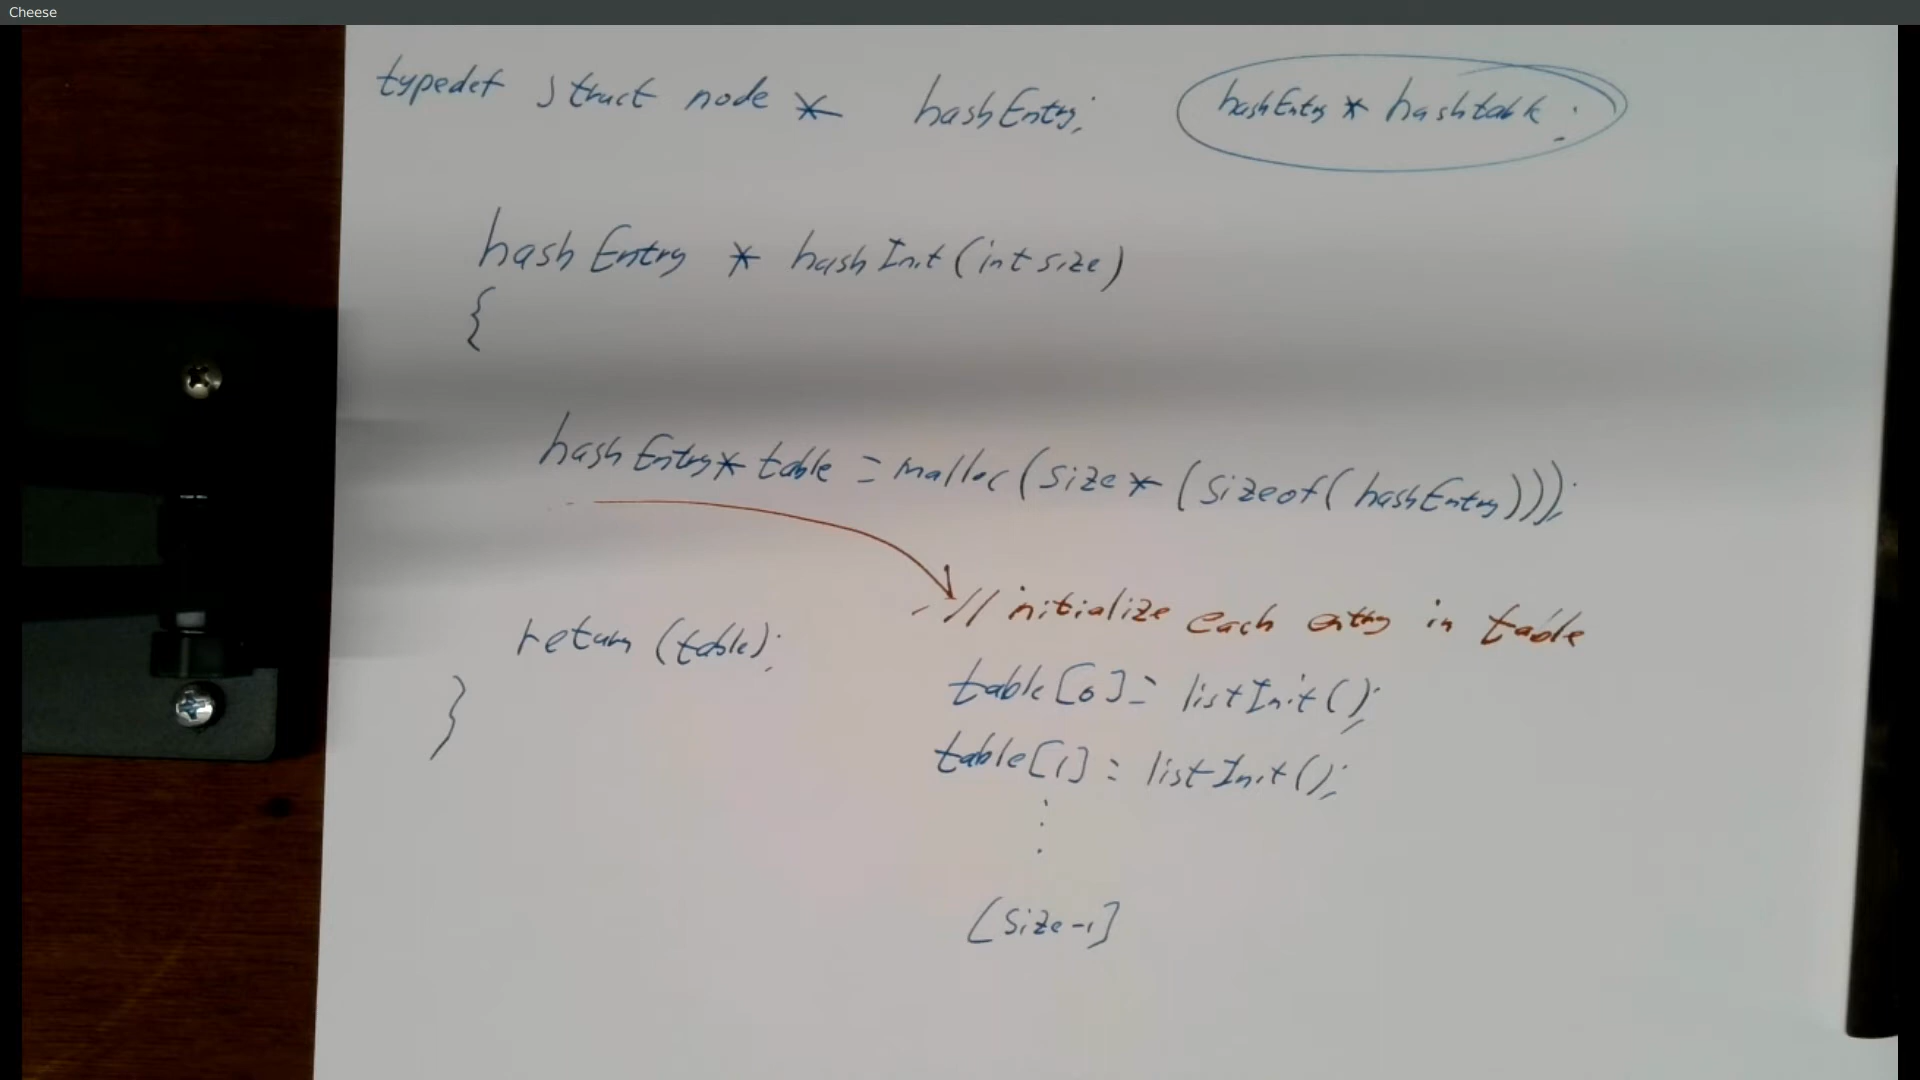 Cheese
typedef struct node * hashEntry; hashEntry * hashtable;
hashEntry * hashInit(int size)
{
hashEntry* table = malloc(size * (sizeof(hashEntry)));
// initialize each entry in table
return (table);
table[0] = listInit();
}
table[1] = listInit();
[size-1]